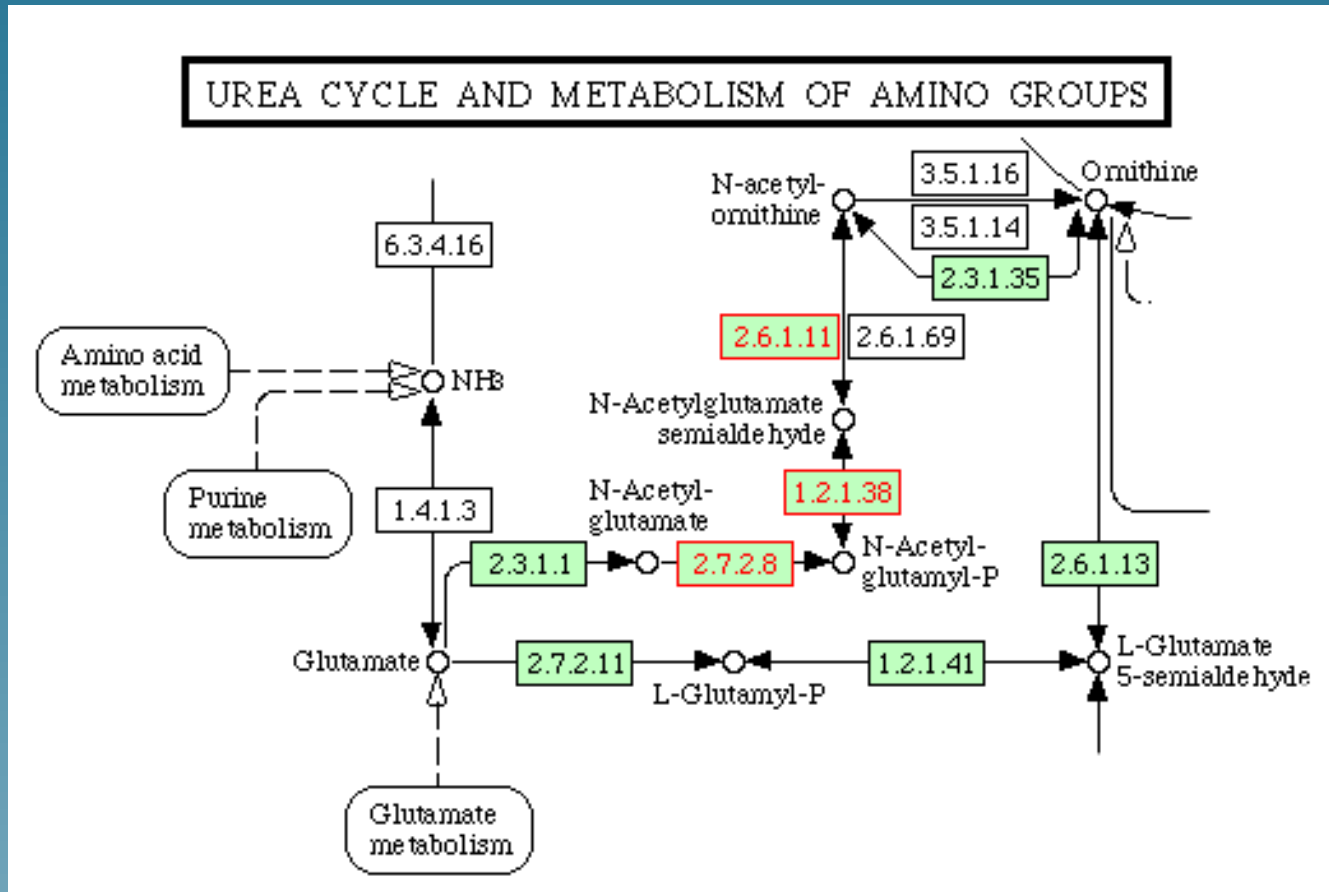 UREA CYCLE AND METABOLISM OF AMINO GROUPS
N-acetyl-
ornithine
3.5.1.16
Ornithine
3.5.1.14
6.3.4.16
2.3.1.35
2.6.1.11
2.6.1.69
Amino acid
metabolism
NH3
N-Acetylglutamate
semialdehyde
Purine
metabolism
1.4.1.3
N-Acetyl-
glutamate
1.2.1.38
2.3.1.1
2.7.2.8
N-Acetyl-
glutamyl-P
2.6.1.13
Glutamate
2.7.2.11
L-Glutamyl-P
1.2.1.41
L-Glutamate
5-semialdehyde
Glutamate
metabolism